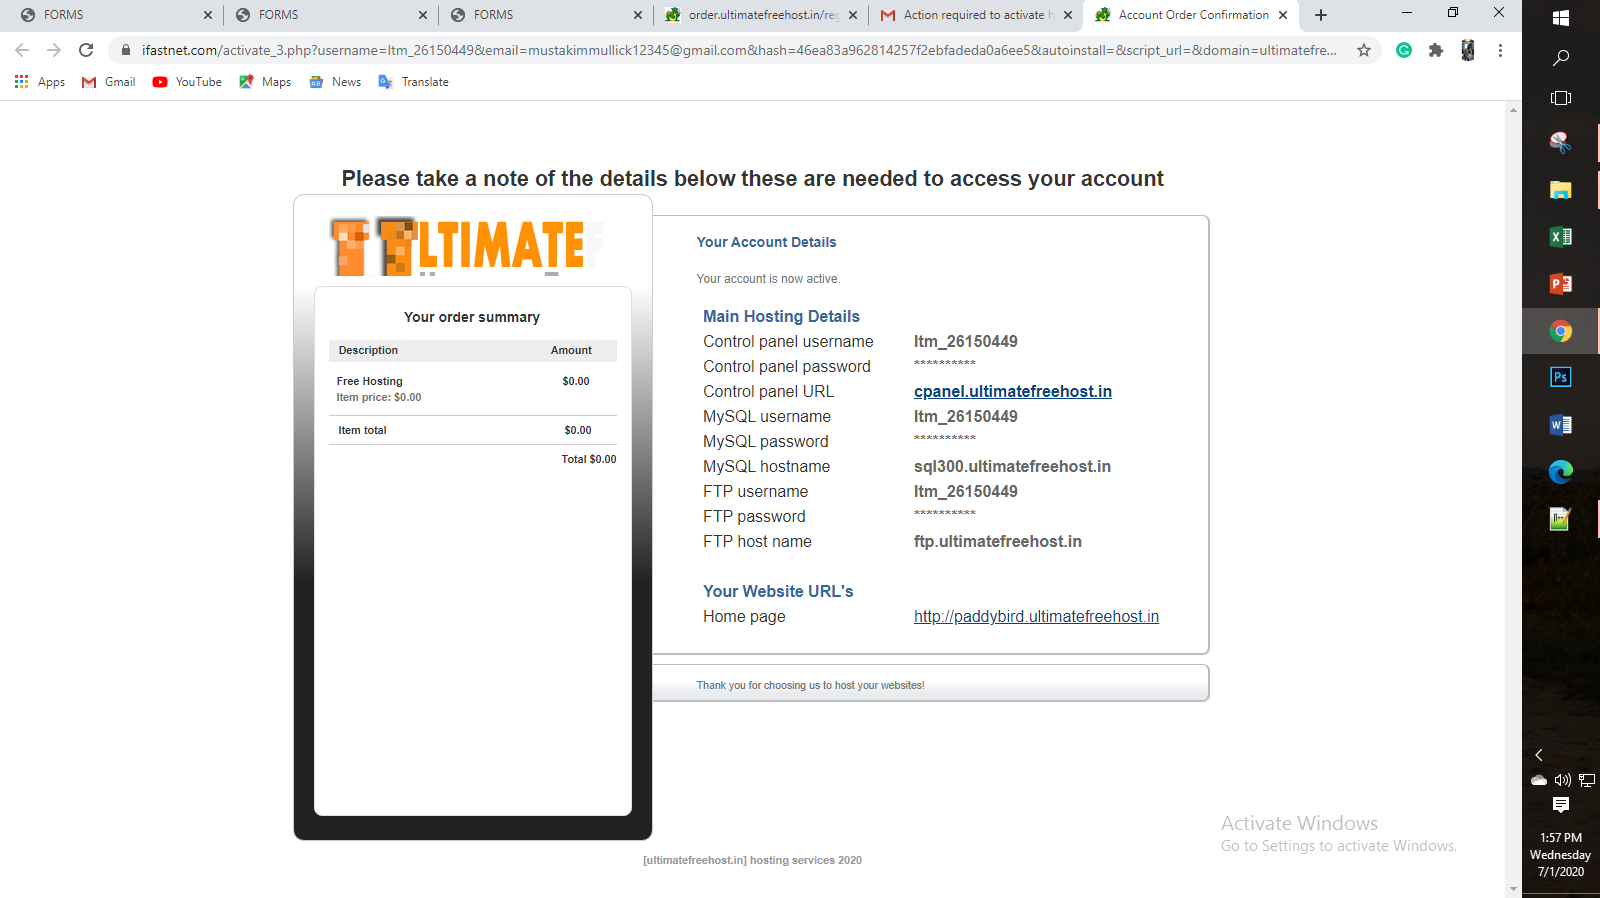 FORMS
FORMS
FORMS
order.ultimatefreehost.in/reg
Action required to activate h
Account Order Confirmation
ifastnet.com/activate_3.php?username=ltm_26150449&email=mustakimmullick12345@gmail.com&hash=46ea83a962814257f2ebfadeda0a6ee5&autoinstall=&script_url=&domain=ultimatefre...
Apps
Gmail
YouTube
Maps
News
Translate
Please take a note of the details below these are needed to access your account
LTIMATEF
Your order summary
Description Amount
Free Hosting $0.00
Item price: $0.00
Item total $0.00
Total $0.00
Your Account Details
Your account is now active.
Main Hosting Details
Control panel username ltm_26150449
Control panel password **********
Control panel URL cpanel.ultimatefreehost.in
MySQL username ltm_26150449
MySQL password **********
MySQL hostname sql300.ultimatefreehost.in
FTP username ltm_26150449
FTP password **********
FTP host name ftp.ultimatefreehost.in
Your Website URL's
Home page http://paddybird.ultimatefreehost.in
Thank you for choosing us to host your websites!
[ultimatefreehost.in] hosting services 2020
Activate Windows
Go to Settings to activate Windows.
1:57 PM
Wednesday
7/1/2020